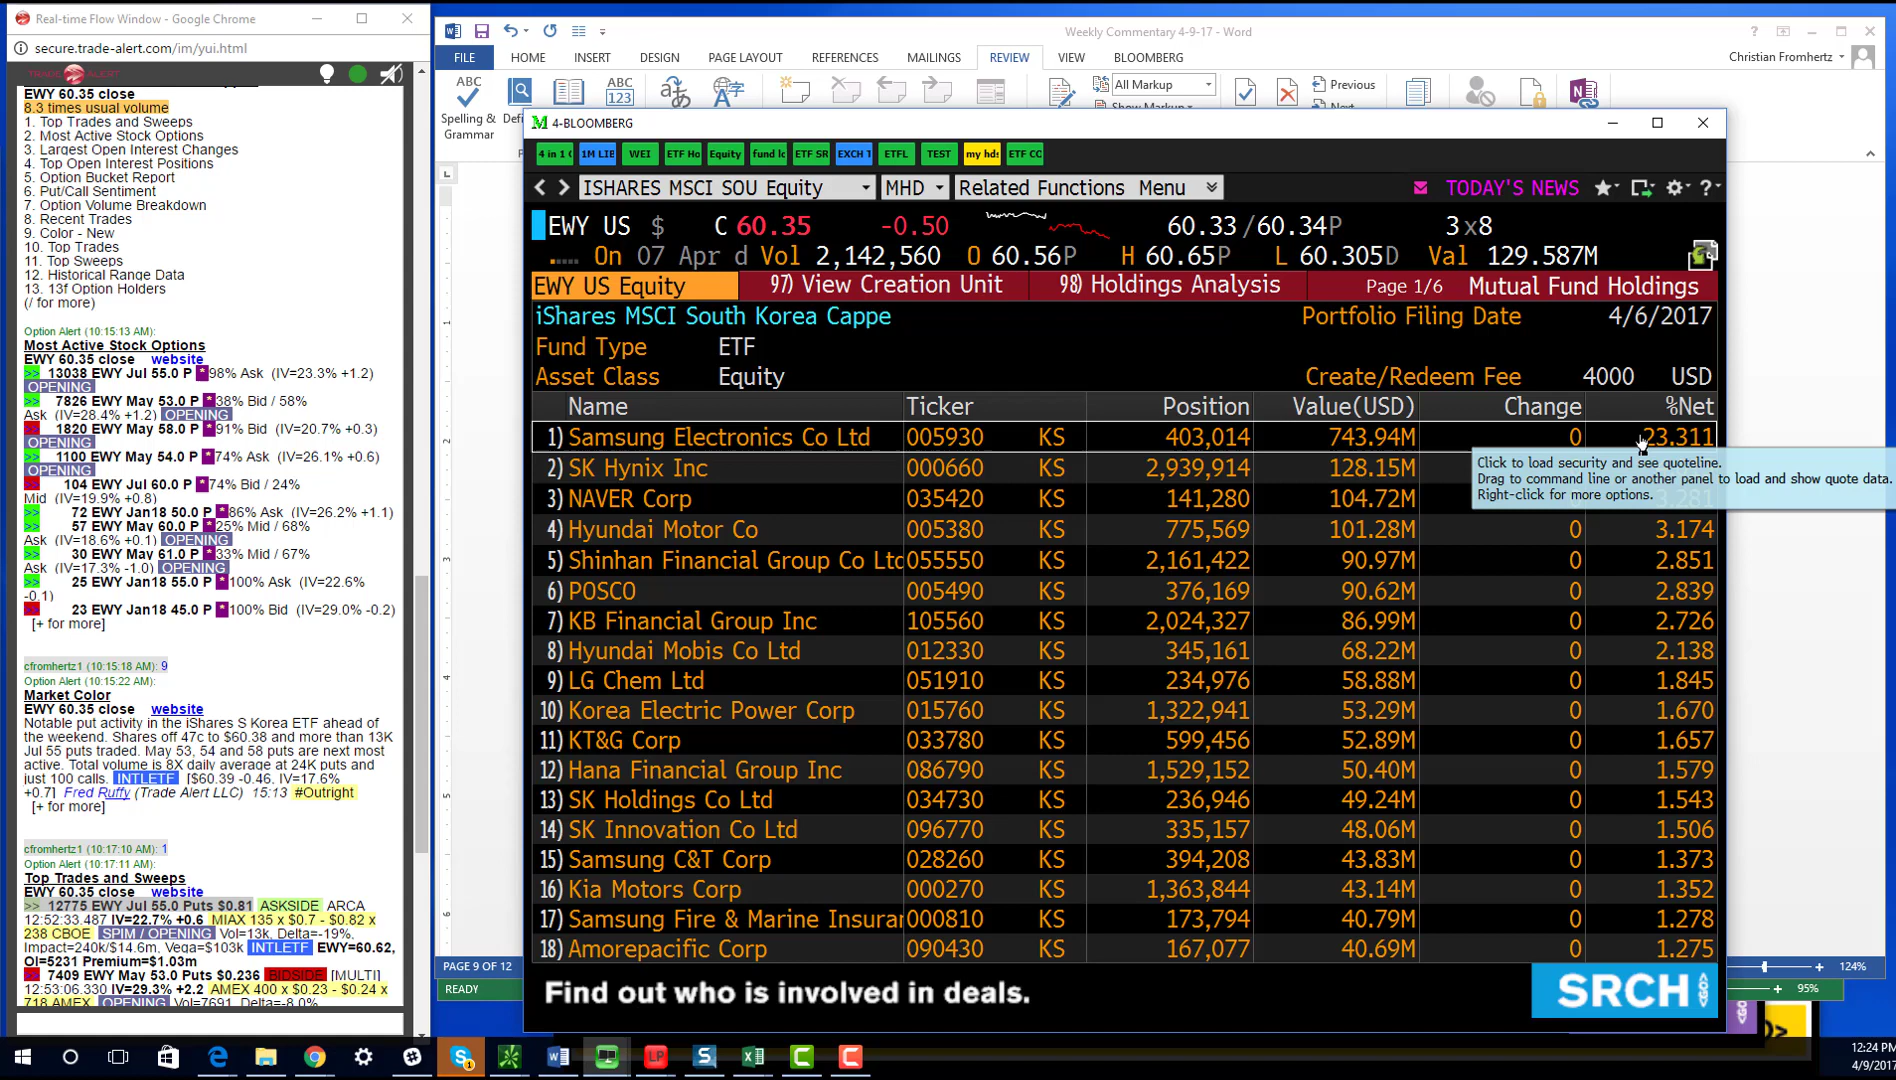 Real-time Flow Window - Google Chrome
secure.trade-alert.com/im/yui.html
TRADE ALERT
EWY 60.35 close
8.3 times usual volume
1. Top Trades and Sweeps
2. Most Active Stock Options
3. Largest Open Interest Changes
4. Top Open Interest Positions
5. Option Bucket Report
6. Put/Call Sentiment
7. Option Volume Breakdown
8. Recent Trades
9. Color - New
10. Top Trades
11. Top Sweeps
12. Historical Range Data
13. 13f Option Holders
(/ for more)
Option Alert (10:15:13 AM):
Most Active Stock Options
EWY 60.35 close website
>> 13038 EWY Jul 55.0 P *98% Ask (IV=23.3% +1.2)
OPENING
>> 7826 EWY May 53.0 P *38% Bid / 58%
Ask (IV=28.4% +1.2) OPENING
>> 1820 EWY May 58.0 P *91% Bid (IV=20.7% +0.3)
OPENING
>> 1100 EWY May 54.0 P *74% Ask (IV=26.1% +0.6)
OPENING
>> 104 EWY Jul 60.0 P *74% Bid / 24%
Mid (IV=19.9% +0.8)
>> 72 EWY Jan18 50.0 P *86% Ask (IV=26.2% +1.1)
>> 57 EWY May 60.0 P *25% Mid / 68%
Ask (IV=18.6% +0.1) OPENING
>> 30 EWY May 61.0 P *33% Mid / 67%
Ask (IV=17.3% -1.0) OPENING
>> 25 EWY Jan18 55.0 P *100% Ask (IV=22.6%
-0.1)
>> 23 EWY Jan18 45.0 P *100% Bid (IV=29.0% -0.2)
[+ for more]
cfromhertz1 (10:15:18 AM): 9
Option Alert (10:15:22 AM):
Market Color
EWY 60.35 close website
Notable put activity in the iShares S Korea ETF ahead of
the weekend. Shares off 47c to $60.38 and more than 13K
Jul 55 puts traded. May 53, 54 and 58 puts are next most
active. Total volume is 8X daily average at 24K puts and
just 100 calls. INTLETF [$60.39 -0.46, IV=17.6%
+0.7] Fred Ruffy (Trade Alert LLC) 15:13 #Outright
[+ for more]
cfromhertz1 (10:17:10 AM): 1
Option Alert (10:17:11 AM):
Top Trades and Sweeps
EWY 60.35 close website
>> 12775 EWY Jul 55.0 Puts $0.81 ASKSIDE ARCA
12:52:33.487 IV=22.7% +0.6 MIAX 135 x $0.7 - $0.82 x
238 CBOE SPIM / OPENING Vol=13k, Delta=-19%,
Impact=240k/$14.6m, Vega=$103k INTLETF EWY=60.62,
OI=5231 Premium=$1.03m
>> 7409 EWY May 53.0 Puts $0.236 BIDSIDE [MULTI]
12:53:06.330 IV=29.3% +2.2 AMEX 400 x $0.23 - $0.24 x
718 AMEX OPENING Vol=7691, Delta=-8.0%,
Weekly Commentary 4-9-17 - Word
FILE HOME INSERT DESIGN PAGE LAYOUT REFERENCES MAILINGS REVIEW VIEW BLOOMBERG
Christian Fromhertz
ABC Spelling & Grammar
ABC 123
All Markup
Show Markup
Previous
Next
4-BLOOMBERG
4 in 1 1M LIB WEI ETF Ho Equity fund lc ETF SR EXCH T ETFL TEST my hds ETF CC
ISHARES MSCI SOU Equity MHD Related Functions Menu TODAY'S NEWS
EWY US $ C 60.35 -0.50 60.33/60.34P 3x8
On 07 Apr d Vol 2,142,560 O 60.56P H 60.65P L 60.305D Val 129.587M
EWY US Equity 97) View Creation Unit 98) Holdings Analysis Page 1/6 Mutual Fund Holdings
iShares MSCI South Korea Cappe Portfolio Filing Date 4/6/2017
Fund Type ETF
Asset Class Equity Create/Redeem Fee 4000 USD
Name Ticker Position Value(USD) Change %Net
1) Samsung Electronics Co Ltd 005930 KS 403,014 743.94M 0 23.311
2) SK Hynix Inc 000660 KS 2,939,914 128.15M
3) NAVER Corp 035420 KS 141,280 104.72M 3.281
4) Hyundai Motor Co 005380 KS 775,569 101.28M 0 3.174
5) Shinhan Financial Group Co Ltd 055550 KS 2,161,422 90.97M 0 2.851
6) POSCO 005490 KS 376,169 90.62M 0 2.839
7) KB Financial Group Inc 105560 KS 2,024,327 86.99M 0 2.726
8) Hyundai Mobis Co Ltd 012330 KS 345,161 68.22M 0 2.138
9) LG Chem Ltd 051910 KS 234,976 58.88M 0 1.845
10) Korea Electric Power Corp 015760 KS 1,322,941 53.29M 0 1.670
11) KT&G Corp 033780 KS 599,456 52.89M 0 1.657
12) Hana Financial Group Inc 086790 KS 1,529,152 50.40M 0 1.579
13) SK Holdings Co Ltd 034730 KS 236,946 49.24M 0 1.543
14) SK Innovation Co Ltd 096770 KS 335,157 48.06M 0 1.506
15) Samsung C&T Corp 028260 KS 394,208 43.83M 0 1.373
16) Kia Motors Corp 000270 KS 1,363,844 43.14M 0 1.352
17) Samsung Fire & Marine Insurar 000810 KS 173,794 40.79M 0 1.278
18) Amorepacific Corp 090430 KS 167,077 40.69M 0 1.275
Click to load security and see quoteline.
Drag to command line or another panel to load and show quote data.
Right-click for more options.
Find out who is involved in deals.
SRCH <GO>
PAGE 9 OF 12
124%
READY
95%
12:24 PM
4/9/2017